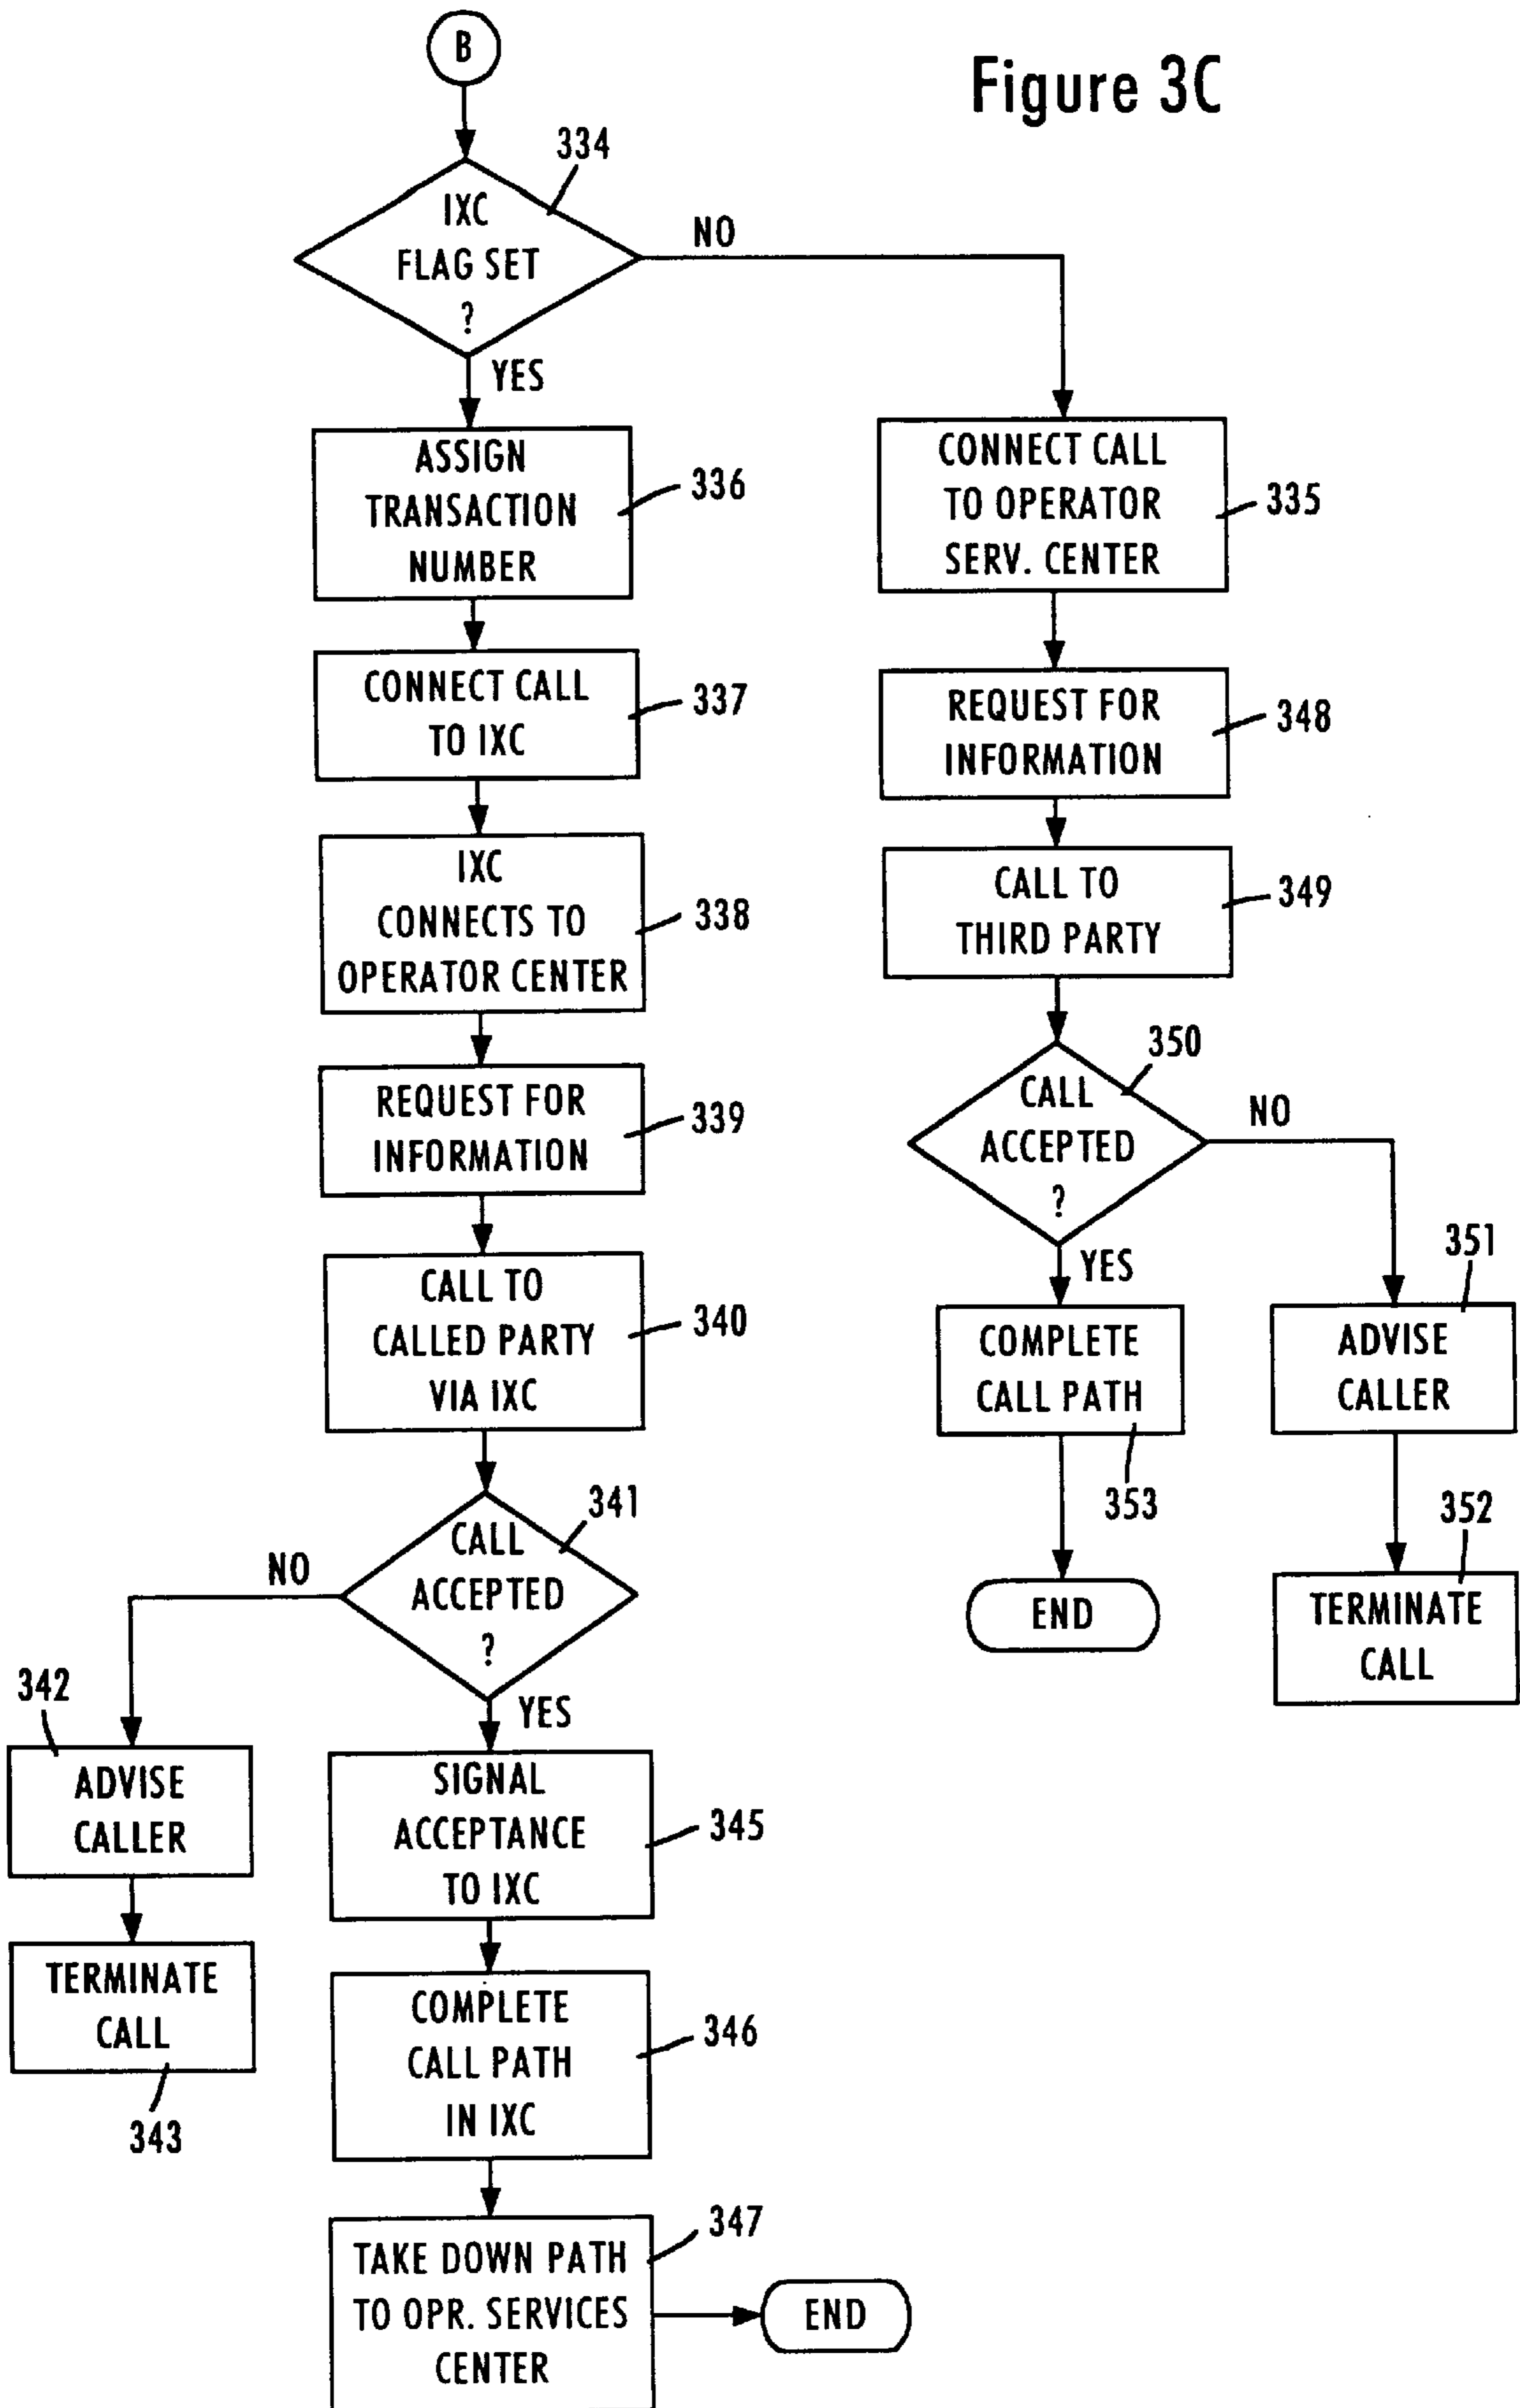 B
Figure 3C
334
IXC
FLAG SET
?
NO
YES
ASSIGN
TRANSACTION
NUMBER
336
CONNECT CALL
TO IXC
337
IXC
CONNECTS TO
OPERATOR CENTER
338
REQUEST FOR
INFORMATION
339
CALL TO
CALLED PARTY
VIA IXC
340
341
CALL
ACCEPTED
?
NO
YES
342
ADVISE
CALLER
TERMINATE
CALL
343
SIGNAL
ACCEPTANCE
TO IXC
345
COMPLETE
CALL PATH
IN IXC
346
TAKE DOWN PATH
TO OPR. SERVICES
CENTER
347
END
CONNECT CALL
TO OPERATOR
SERV. CENTER
335
REQUEST FOR
INFORMATION
348
CALL TO
THIRD PARTY
349
350
CALL
ACCEPTED
?
NO
YES
COMPLETE
CALL PATH
353
END
351
ADVISE
CALLER
352
TERMINATE
CALL